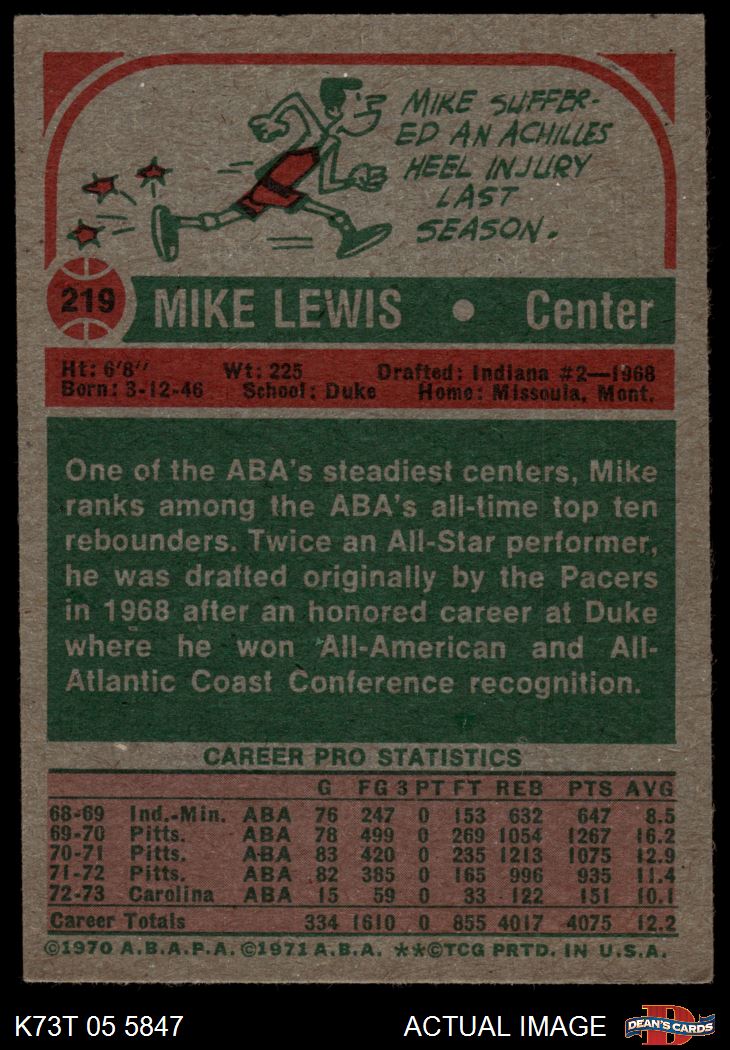 MIKE SUFFER-
ED AN ACHILLES
HEEL INJURY
LAST
SEASON.
219 MIKE LEWIS • Center
Ht: 6'8" Wt: 225 Drafted: Indiana #2—1968
Born: 3-12-46 School: Duke Home: Missoula, Mont.
One of the ABA's steadiest centers, Mike
ranks among the ABA's all-time top ten
rebounders. Twice an All-Star performer,
he was drafted originally by the Pacers
in 1968 after an honored career at Duke
where he won All-American and All-
Atlantic Coast Conference recognition.
CAREER PRO STATISTICS
G FG 3 PT FT REB PTS AVG
68-69 Ind.-Min. ABA 76 247 0 153 632 647 8.5
69-70 Pitts. ABA 78 499 0 269 1054 1267 16.2
70-71 Pitts. ABA 83 420 0 235 1213 1075 12.9
71-72 Pitts. ABA 82 385 0 165 996 935 11.4
72-73 Carolina ABA 15 59 0 33 122 151 10.1
Career Totals 334 1610 0 855 4017 4075 12.2
©1970 A.B.A.P.A. ©1971 A.B.A. **©TCG PRTD. IN U.S.A.
K73T 05 5847 ACTUAL IMAGE D DEAN'S CARDS